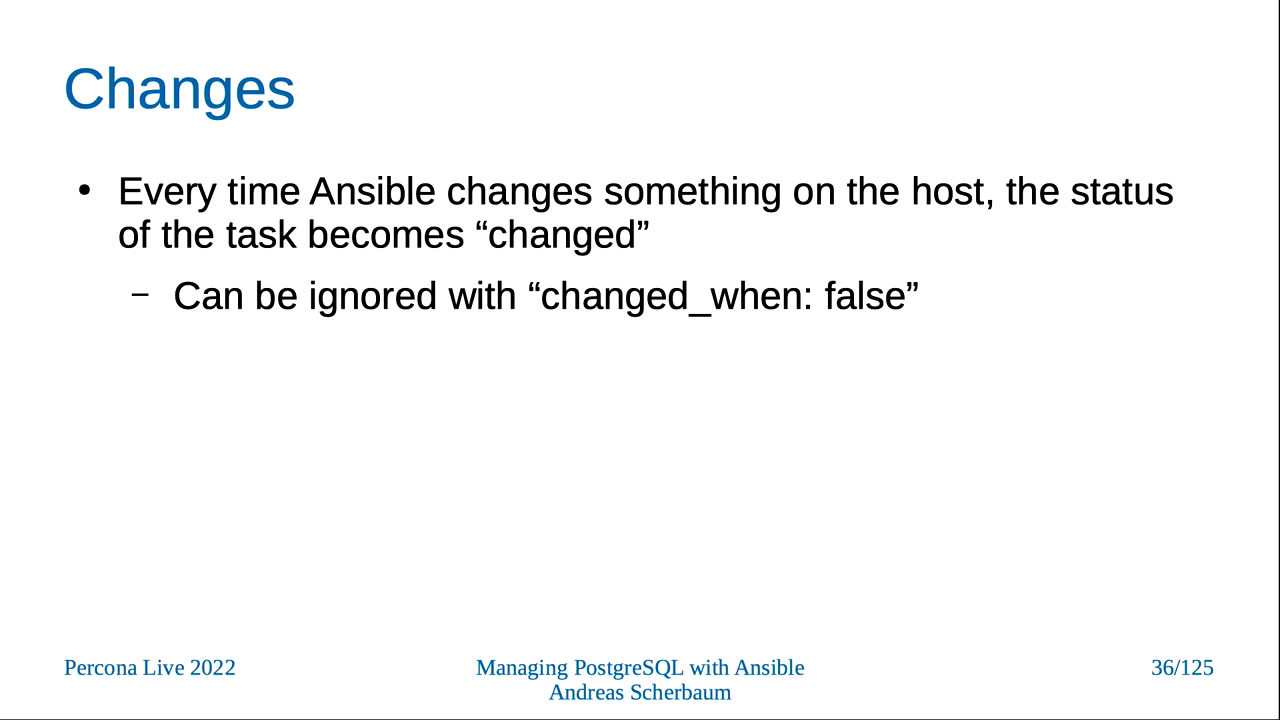 Changes
• Every time Ansible changes something on the host, the status
of the task becomes “changed”
– Can be ignored with “changed_when: false”
Percona Live 2022
Managing PostgreSQL with Ansible
Andreas Scherbaum
36/125